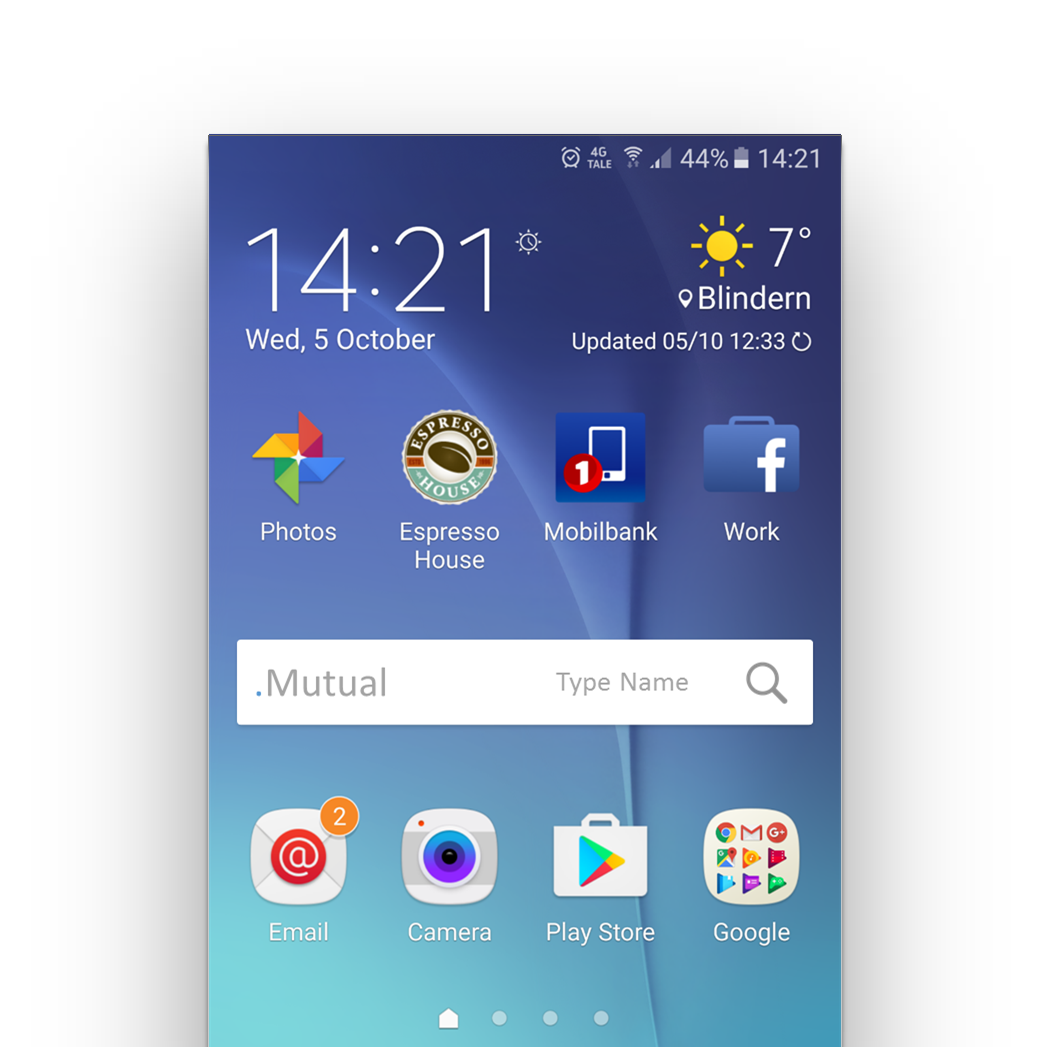 4G
TALE
44%
14:21
14:21
7°
Blindern
Wed, 5 October
Updated 05/10 12:33
ESPRESSO
HOUSE
1
f
Photos
Espresso
House
Mobilbank
Work
.Mutual
Type Name
2
@
G+
Email
Camera
Play Store
Google